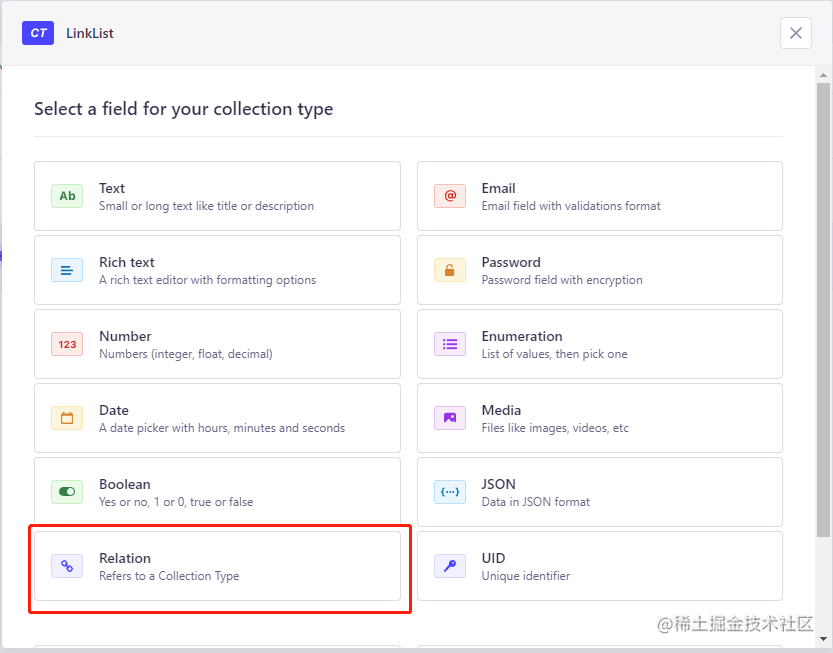 CT LinkList
Select a field for your collection type
Ab Text
Small or long text like title or description
@ Email
Email field with validations format
Rich text
A rich text editor with formatting options
Password
Password field with encryption
123 Number
Numbers (integer, float, decimal)
Enumeration
List of values, then pick one
Date
A date picker with hours, minutes and seconds
Media
Files like images, videos, etc
Boolean
Yes or no, 1 or 0, true or false
{···} JSON
Data in JSON format
Relation
Refers to a Collection Type
UID
Unique identifier
@稀土掘金技术社区